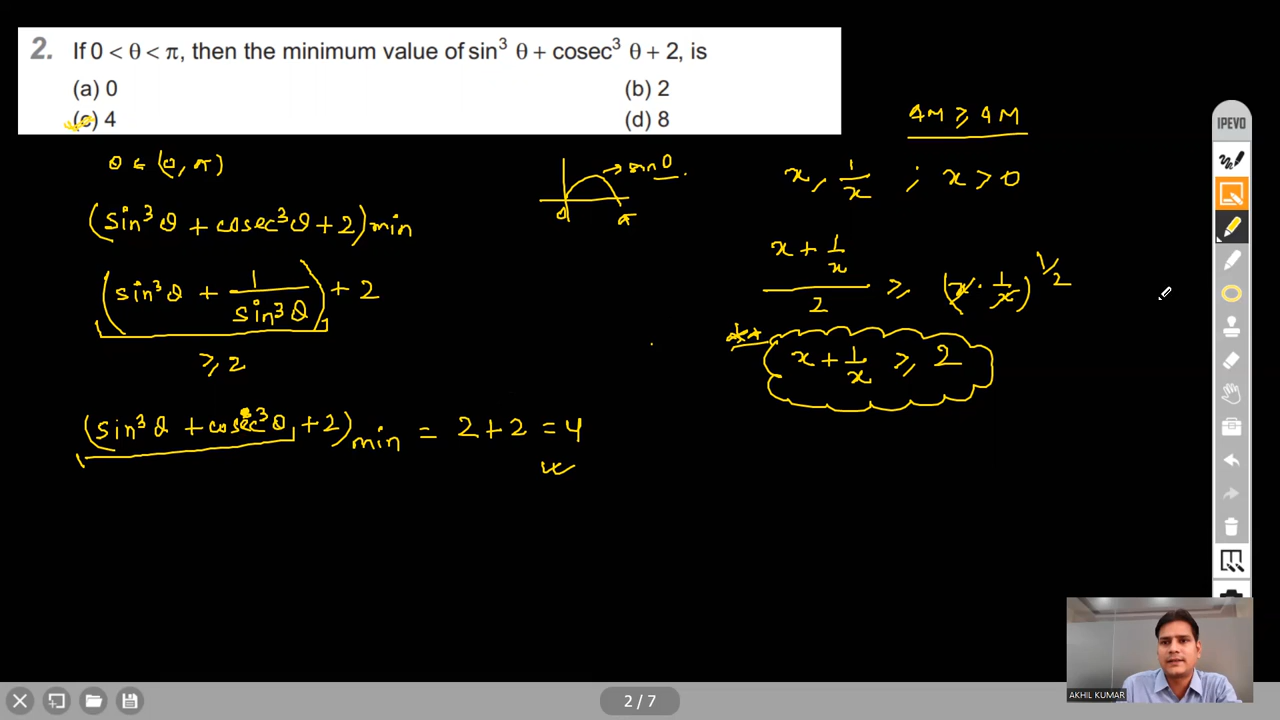 2. If 0 < θ < π, then the minimum value of sin³ θ + cosec³ θ + 2, is
(a) 0 (b) 2
(c) 4 (d) 8
θ ∈ (0, π)
(sin³θ + cosec³θ + 2)min
(sin³θ + 1/sin³θ) + 2
≥ 2
(sin³θ + cosec³θ + 2)min = 2 + 2 = 4
→ sin θ
0 π
AM ≥ GM
x, 1/x ; x > 0
(x + 1/x)/2 ≥ (x · 1/x)^1/2
x + 1/x ≥ 2
IPEVO
AKHIL KUMAR
2 / 7